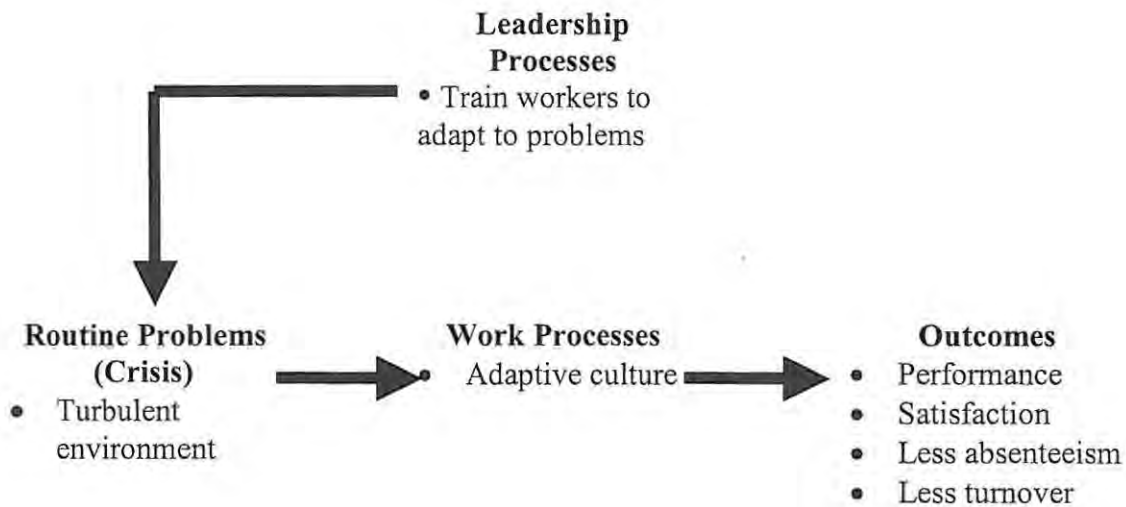 Leadership
Processes
• Train workers to
adapt to problems
Routine Problems
(Crisis)
• Turbulent
environment
Work Processes
• Adaptive culture
Outcomes
• Performance
• Satisfaction
• Less absenteeism
• Less turnover